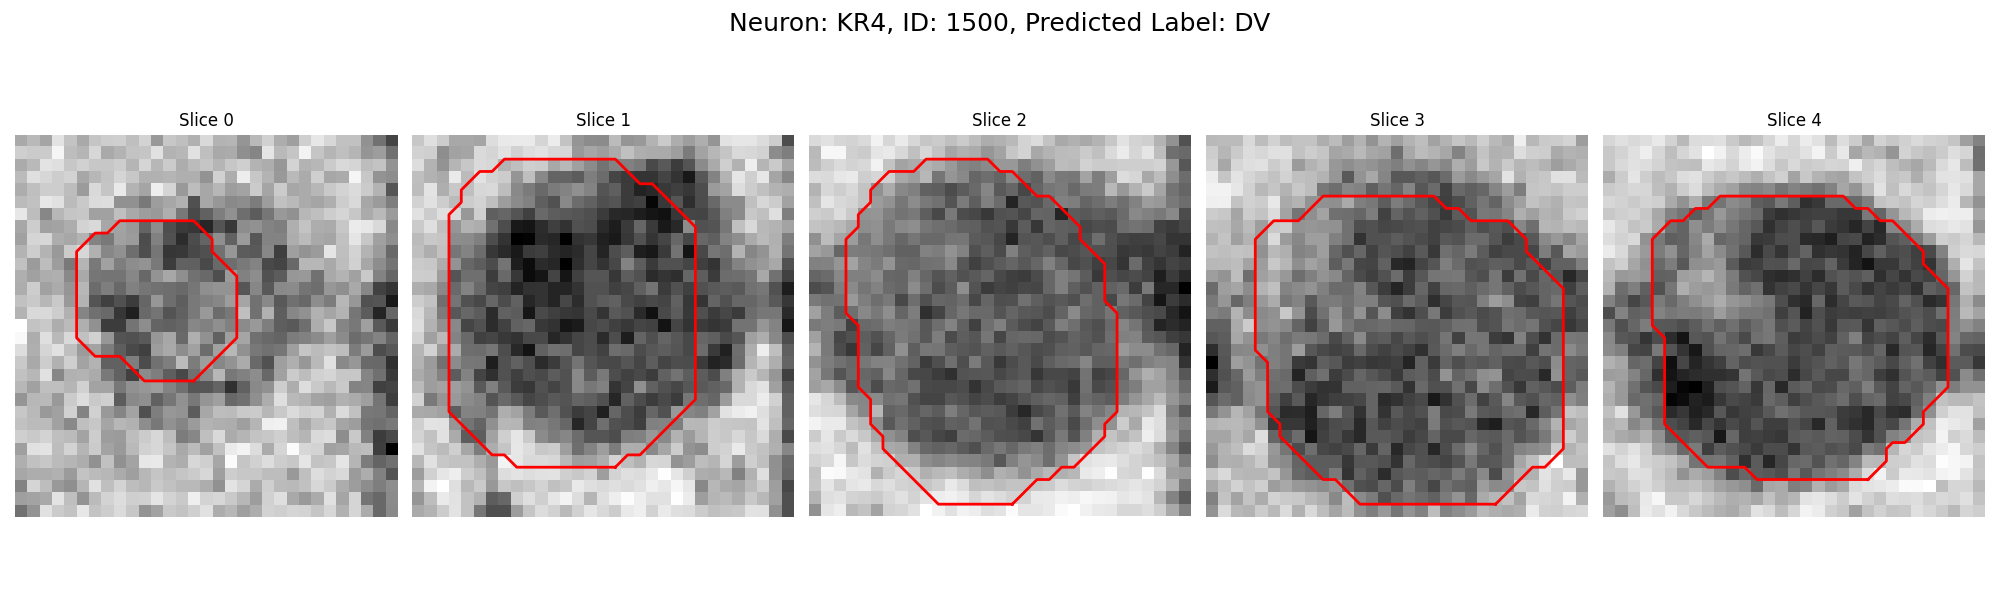 Neuron: KR4, ID: 1500, Predicted Label: DV
Slice 0
Slice 1
Slice 2
Slice 3
Slice 4